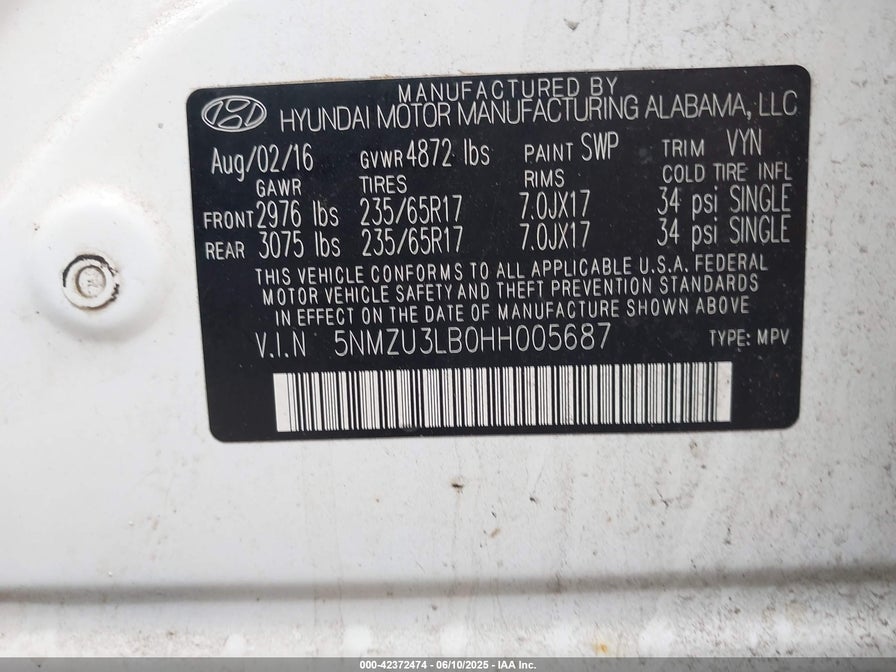 MANUFACTURED BY
HYUNDAI MOTOR MANUFACTURING ALABAMA, LLC
Aug/02/16 GVWR 4872 lbs PAINT SWP TRIM VYN
GAWR TIRES RIMS COLD TIRE INFL
FRONT 2976 lbs 235/65R17 7.0JX17 34 psi SINGLE
REAR 3075 lbs 235/65R17 7.0JX17 34 psi SINGLE
THIS VEHICLE CONFORMS TO ALL APPLICABLE U.S.A. FEDERAL
MOTOR VEHICLE SAFETY AND THEFT PREVENTION STANDARDS
IN EFFECT ON THE DATE OF MANUFACTURE SHOWN ABOVE
V.I.N 5NMZU3LB0HH005687 TYPE: MPV
000-42372474 - 06/10/2025 - IAA Inc.